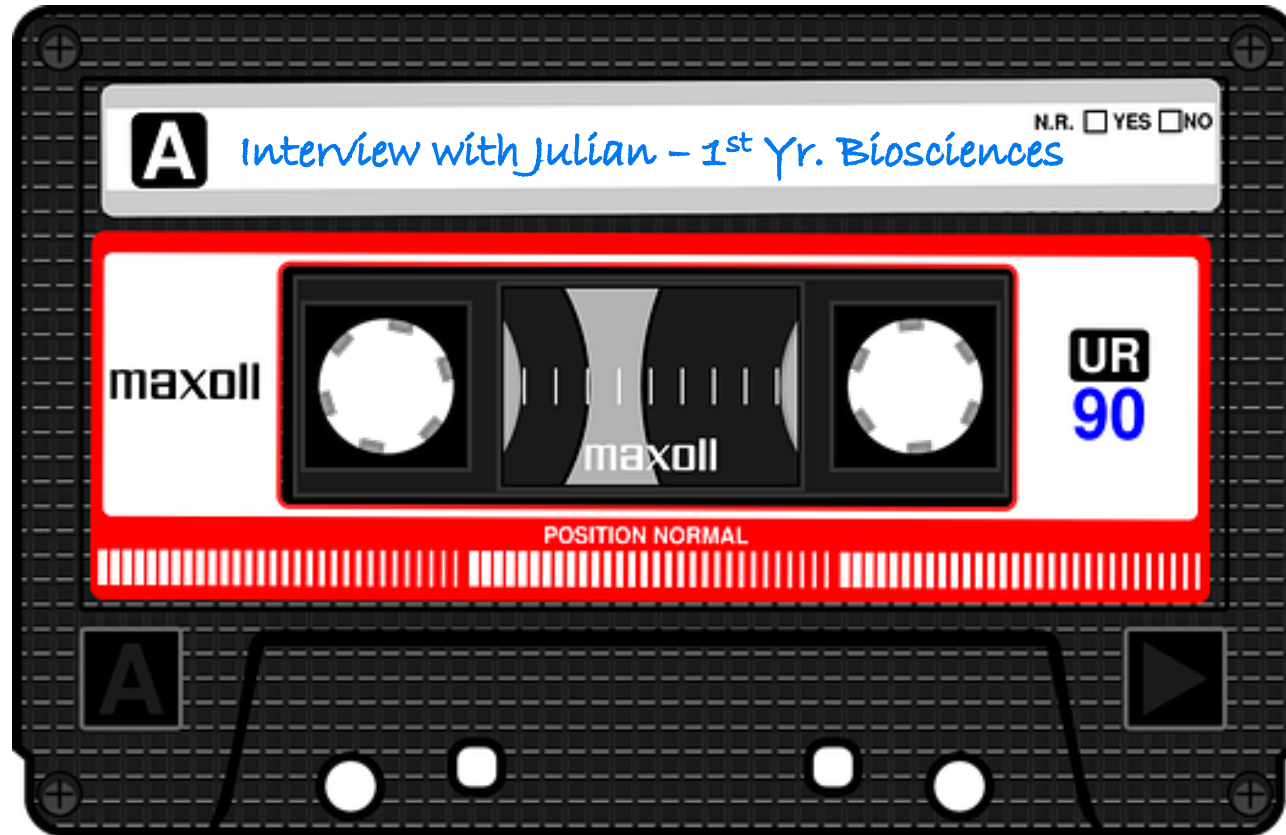 N.R. YES NO
A Interview with Julian – 1st Yr. Biosciences
maxoll
UR
90
maxoll
POSITION NORMAL
A